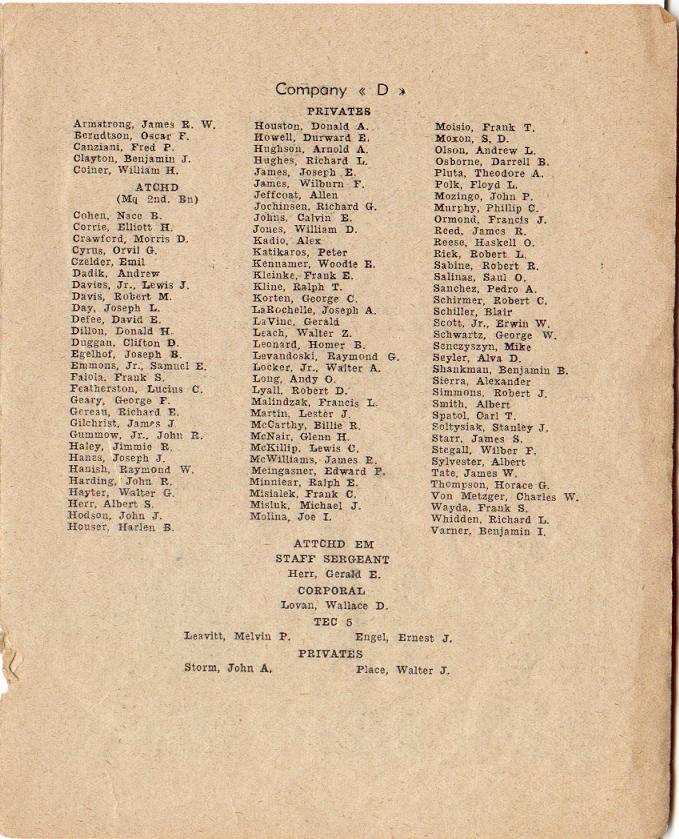 Company « D »
PRIVATES
Armstrong, James R. W.
Berndtson, Oscar F.
Canziani, Fred P.
Clayton, Benjamin J.
Coiner, William H.
ATCHD
(Mq 2nd. Bn)
Cohen, Nace B.
Corrie, Elliott H.
Crawford, Morris D.
Cyrus, Orvil G.
Czelder, Emil
Dadik, Andrew
Davies, Jr., Lewis J.
Davis, Robert M.
Day, Joseph L.
Defee, David E.
Dillon, Donald H.
Duggan, Clifton D.
Egelhof, Joseph B.
Emmons, Jr., Samuel E.
Faiola, Frank S.
Featherston, Lucius C.
Geary, George F.
Gereau, Richard E.
Gilchrist, James J.
Gummow, Jr., John R.
Haley, Jimmie R.
Hanes, Joseph J.
Hanish, Raymond W.
Harding, John R.
Hayter, Walter G.
Herr, Albert S.
Hodson, John J.
Houser, Harlen B.
Houston, Donald A.
Howell, Durward E.
Hughson, Arnold A.
Hughes, Richard L.
James, Joseph E.
James, Wilburn F.
Jeffcoat, Allen
Jochinsen, Richard G.
Johns, Calvin E.
Jones, William D.
Kadio, Alex
Katikaros, Peter
Kennamer, Woodie E.
Kleinke, Frank E.
Kline, Ralph T.
Korten, George C.
LaRochelle, Joseph A.
LaVine, Gerald
Leach, Walter Z.
Leonard, Homer B.
Levandoski, Raymond G.
Locker, Jr., Walter A.
Long, Andy O.
Lyall, Robert D.
Malindzak, Francis L.
Martin, Lester J.
McCarthy, Billie R.
McNair, Glenn H.
McKillip, Lewis C.
McWilliams, James E.
Meingasner, Edward P.
Minniear, Ralph E.
Misialek, Frank C.
Misluk, Michael J.
Molina, Joe I.
Moisio, Frank T.
Moxon, S. D.
Olson, Andrew L.
Osborne, Darrell B.
Pluta, Theodore A.
Polk, Floyd L.
Mozingo, John P.
Murphy, Phillip C.
Ormond, Francis J.
Reed, James R.
Reese, Haskell O.
Riek, Robert L.
Sabine, Robert R.
Salinas, Saul O.
Sanchez, Pedro A.
Schirmer, Robert C.
Schiller, Blair
Scott, Jr., Erwin W.
Schwartz, George W.
Senczyszyn, Mike
Seyler, Alva D.
Shankman, Benjamin B.
Sierra, Alexander
Simmons, Robert J.
Smith, Albert
Spatol, Carl T.
Soltysiak, Stanley J.
Starr, James S.
Stegall, Wilber F.
Sylvester, Albert
Tate, James W.
Thompson, Horace G.
Von Metzger, Charles W.
Wayda, Frank S.
Whidden, Richard L.
Varner, Benjamin I.
ATTCHD EM
STAFF SERGEANT
Herr, Gerald E.
CORPORAL
Lovan, Wallace D.
TEC 5
Leavitt, Melvin P. Engel, Ernest J.
PRIVATES
Storm, John A. Place, Walter J.